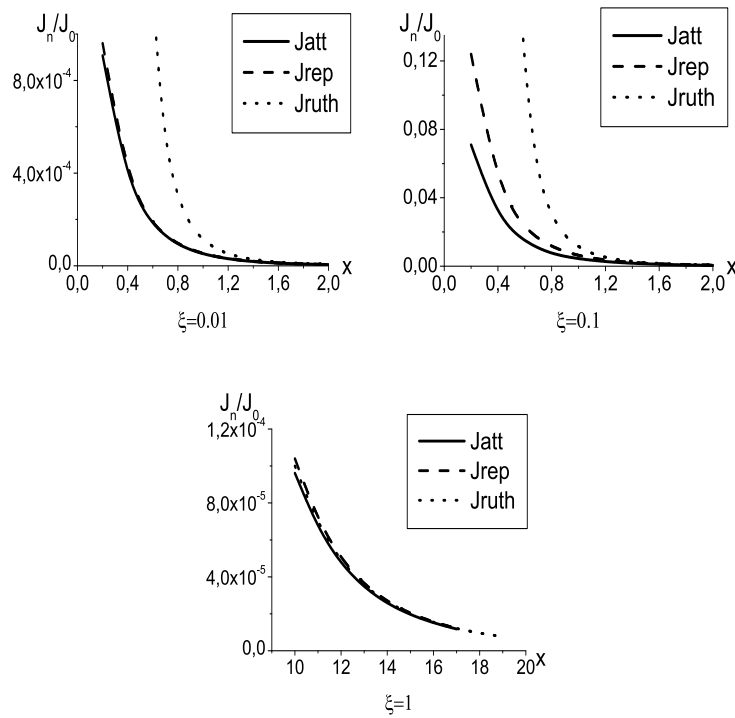 J_n/J_0
8,0x10^-4
4,0x10^-4
0,0
0,0 0,4 0,8 1,2 1,6 2,0
X
Jatt
Jrep
Jruth
ξ=0.01
J_n/J_0
0,12
0,08
0,04
0,00
0,0 0,4 0,8 1,2 1,6 2,0
X
Jatt
Jrep
Jruth
ξ=0.1
J_n/J_0
1,2x10^-4
8,0x10^-5
4,0x10^-5
0,0
10 12 14 16 18 20
X
Jatt
Jrep
Jruth
ξ=1